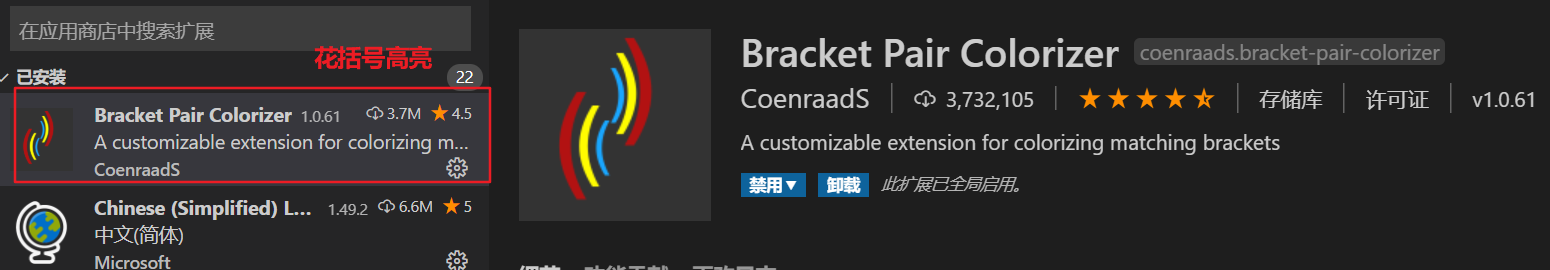 在应用商店中搜索扩展
花括号高亮
已安装
22
Bracket Pair Colorizer 1.0.61 3.7M 4.5
A customizable extension for colorizing m...
CoenraadS
Chinese (Simplified) L... 1.49.2 6.6M 5
中文(简体)
Microsoft
Bracket Pair Colorizer coenraads.bracket-pair-colorizer
CoenraadS 3,732,105 存储库 许可证 v1.0.61
A customizable extension for colorizing matching brackets
禁用 卸载 此扩展已全局启用。